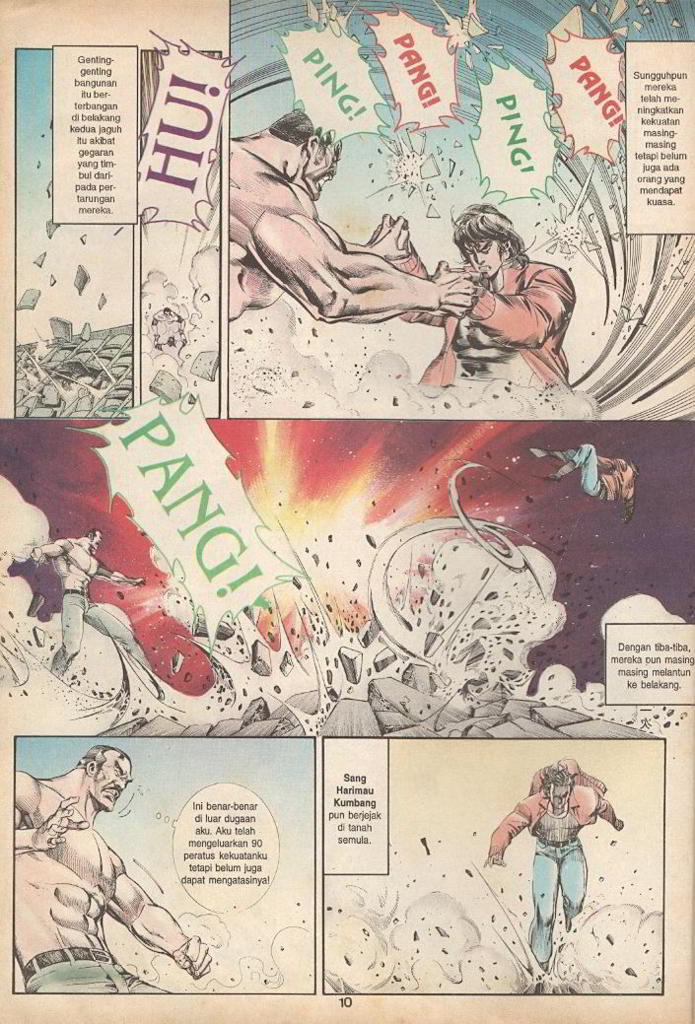 Genting-
genting
bangunan
itu ber-
terbangan
di belakang
kedua jaguh
itu akibat
gegaran
yang tim-
bul dari-
pada per-
tarungan
mereka.
HU!
PING!
PANG!
PING!
PANG!
Sungguhpun
mereka
telah me-
ningkatkan
kekuatan
masing-
masing
tetapi belum
juga ada
orang yang
mendapat
kuasa.
PANG!
Dengan tiba-tiba,
mereka pun masing
masing melantun
ke belakang.
Ini benar-benar
di luar dugaan
aku. Aku telah
mengeluarkan 90
peratus kekuatanku
tetapi belum juga
dapat mengatasinya!
Sang
Harimau
Kumbang
pun berjejak
di tanah
semula.
10